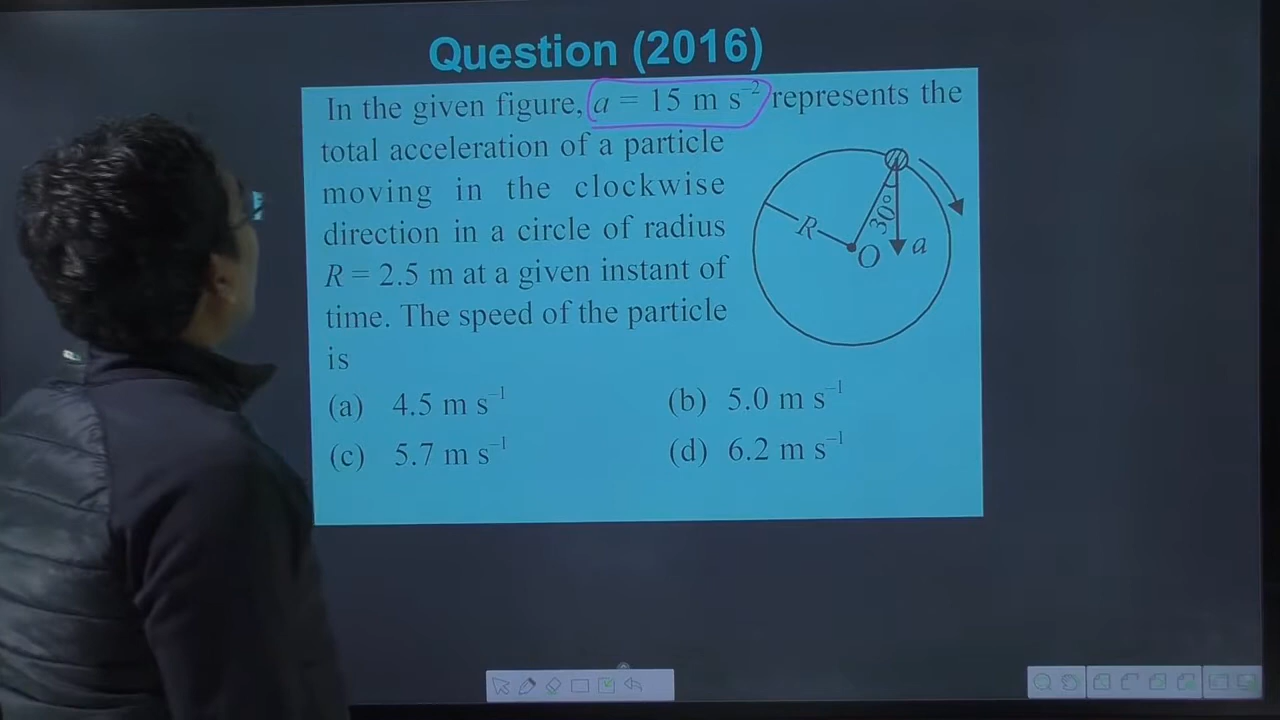 Question (2016)
In the given figure, a = 15 m s⁻² represents the
total acceleration of a particle
moving in the clockwise
direction in a circle of radius
R = 2.5 m at a given instant of
time. The speed of the particle
is
R
30°
O
a
(a) 4.5 m s⁻¹ (b) 5.0 m s⁻¹
(c) 5.7 m s⁻¹ (d) 6.2 m s⁻¹